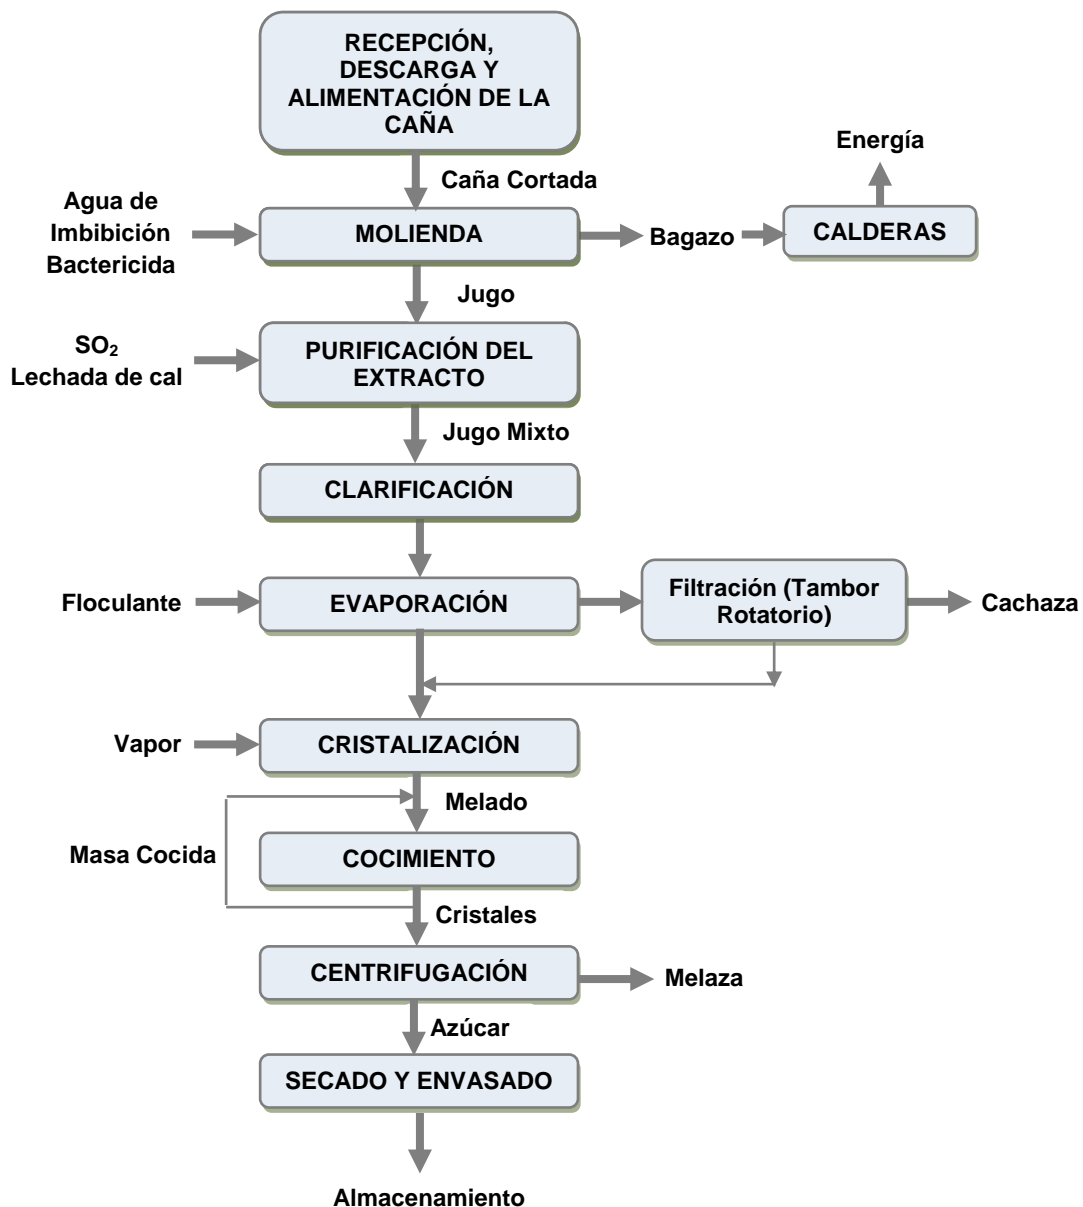 RECEPCIÓN,
DESCARGA Y
ALIMENTACIÓN DE LA
CAÑA
Energía
Caña Cortada
Agua de
Imbibición
Bactericida
MOLIENDA
Bagazo
CALDERAS
Jugo
SO₂
Lechada de cal
PURIFICACIÓN DEL
EXTRACTO
Jugo Mixto
CLARIFICACIÓN
Floculante
EVAPORACIÓN
Filtración (Tambor
Rotatorio)
Cachaza
Vapor
CRISTALIZACIÓN
Melado
Masa Cocida
COCIMIENTO
Cristales
CENTRIFUGACIÓN
Melaza
Azúcar
SECADO Y ENVASADO
Almacenamiento